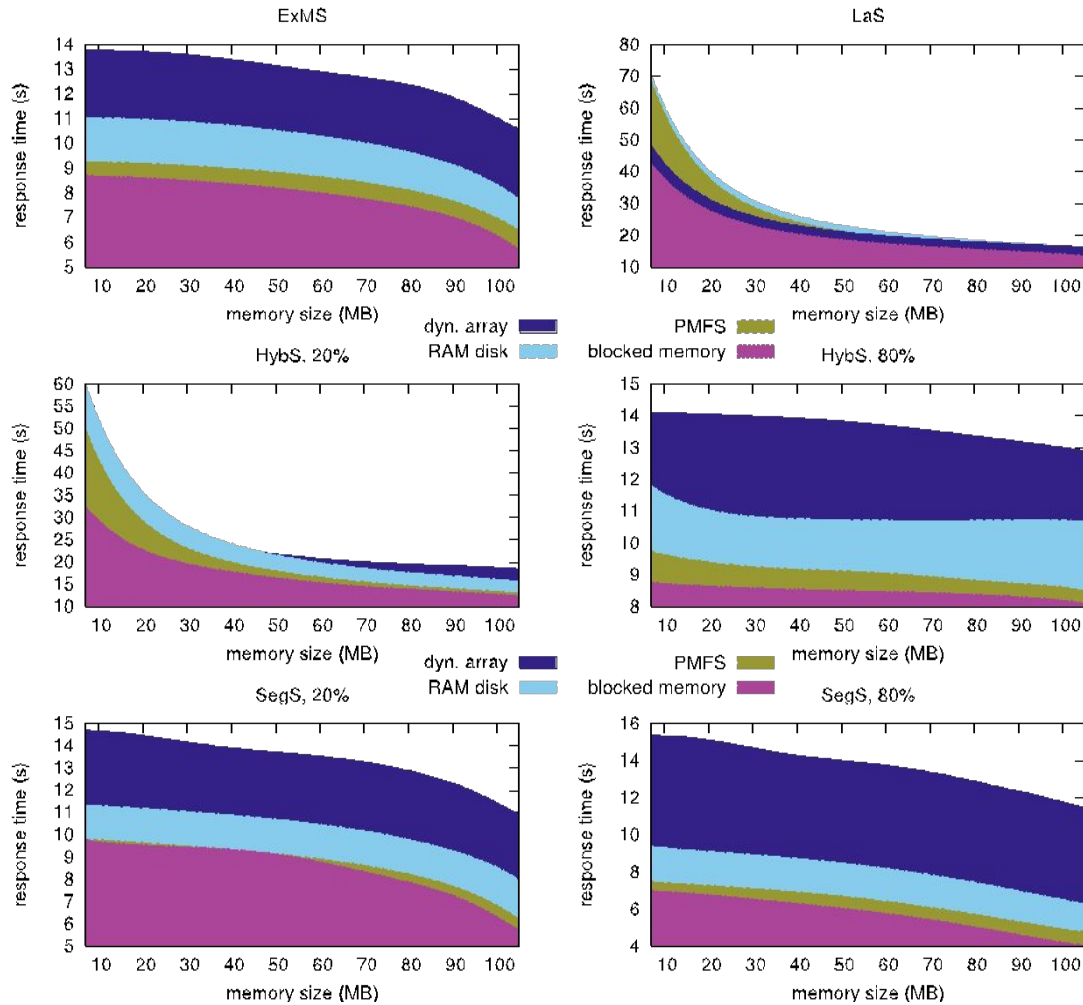 ExMS
14
13
12
11
10
9
8
7
6
5
response time (s)
10 20 30 40 50 60 70 80 90 100
memory size (MB)
LaS
80
70
60
50
40
30
20
10
response time (s)
10 20 30 40 50 60 70 80 90 100
memory size (MB)
dyn. array
RAM disk
PMFS
blocked memory
HybS, 20%
60
55
50
45
40
35
30
25
20
15
10
response time (s)
10 20 30 40 50 60 70 80 90 100
memory size (MB)
HybS, 80%
15
14
13
12
11
10
9
8
response time (s)
10 20 30 40 50 60 70 80 90 100
memory size (MB)
dyn. array
RAM disk
PMFS
blocked memory
SegS, 20%
15
14
13
12
11
10
9
8
7
6
5
response time (s)
10 20 30 40 50 60 70 80 90 100
memory size (MB)
SegS, 80%
16
14
12
10
8
6
4
response time (s)
10 20 30 40 50 60 70 80 90 100
memory size (MB)